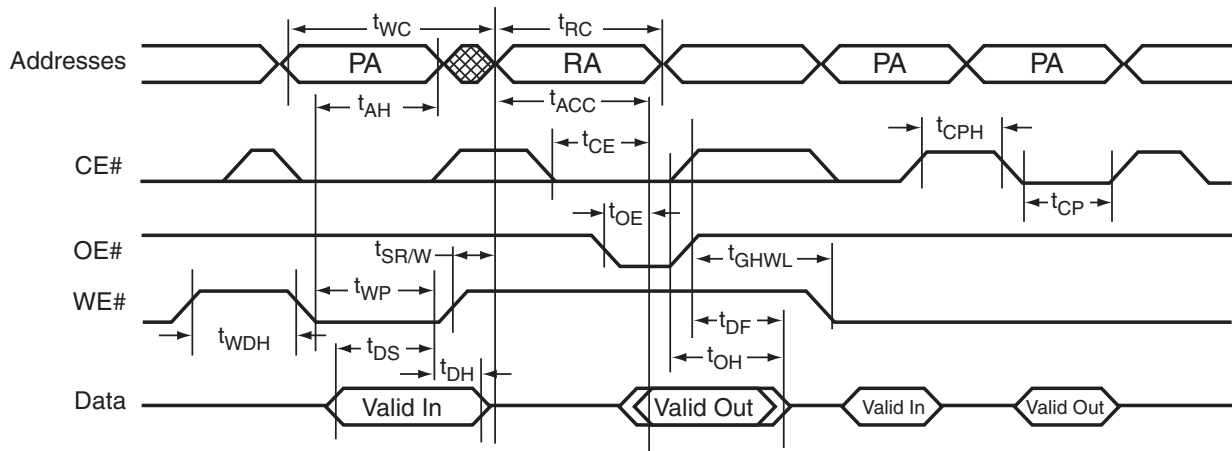 tWC
tRC
Addresses
PA
RA
PA
PA
tAH
tACC
tCPH
tCE
CE#
tCP
tOE
OE#
tSR/W
tGHWL
tWP
WE#
tDF
tWDH
tDS
tOH
tDH
Data
Valid In
Valid Out
Valid In
Valid Out